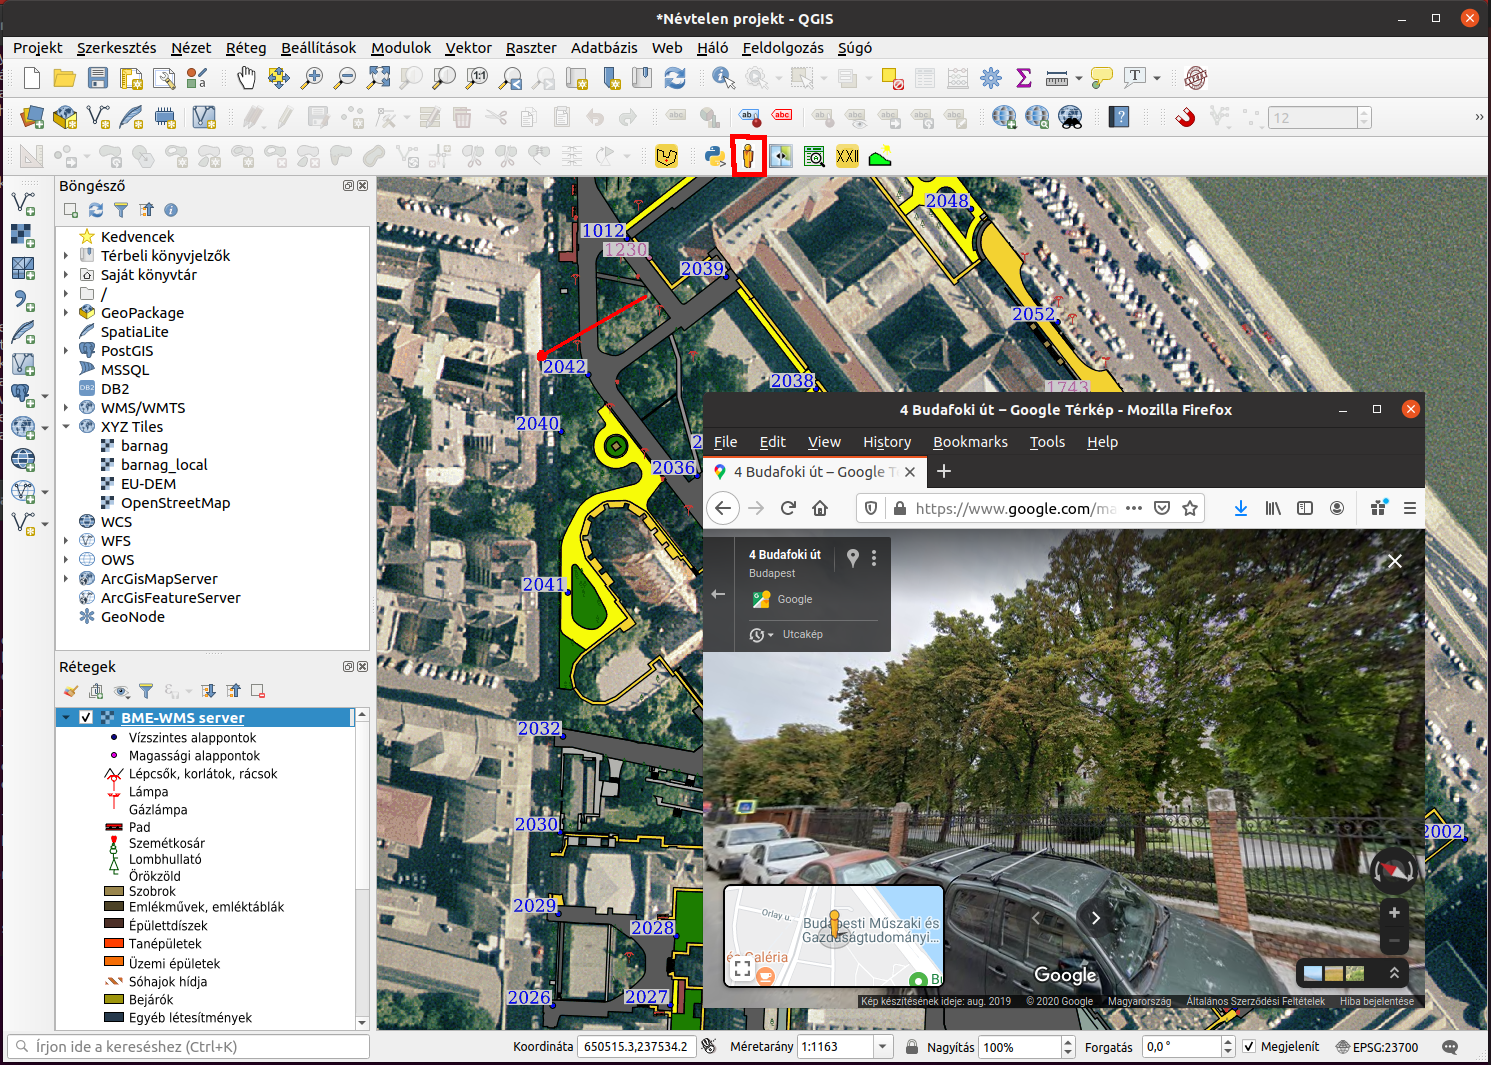 *Névtelen projekt - QGIS
Projekt Szerkesztés Nézet Réteg Beállítások Modulok Vektor Raszter Adatbázis Web Háló Feldolgozás Súgó
1:1
T
abc abc abc abc
12
XXII
Böngésző
Kedvencek
Térbeli könyvjelzők
Saját könyvtár
/
GeoPackage
SpatiaLite
PostGIS
MSSQL
DB2
WMS/WMTS
XYZ Tiles
barnag
barnag_local
EU-DEM
OpenStreetMap
WCS
WFS
OWS
ArcGisMapServer
ArcGisFeatureServer
GeoNode
Rétegek
BME-WMS server
Vízszintes alappontok
Magassági alappontok
Lépcsők, korlátok, rácsok
Lámpa
Gázlámpa
Pad
Szemétkosár
Lombhullató
Örökzöld
Szobrok
Emlékművek, emléktáblák
Épülettdíszek
Tanépületek
Üzemi épületek
Sóhajok hídja
Bejárók
Egyéb létesítmények
2048
1012
1230
2039
2052
2042
2038
1743
2040
2036
2041
2032
2030
2029
2028
2026
2027
2002
4 Budafoki út – Google Térkép - Mozilla Firefox
File Edit View History Bookmarks Tools Help
4 Budafoki út – Google T
https://www.google.com/ma
4 Budafoki út
Budapest
Google
Utcakép
Orlay u.
Budapesti Műszaki és
Gazdaságtudományi...
és Galéria
Google
Kép készítésének ideje: aug. 2019 © 2020 Google Magyarország Általános Szerződési Feltételek Hiba bejelentése
Írjon ide a kereséshez (Ctrl+K)
Koordináta 650515.3,237534.2 Méretarány 1:1163 Nagyítás 100% Forgatás 0,0 ° Megjelenít EPSG:23700